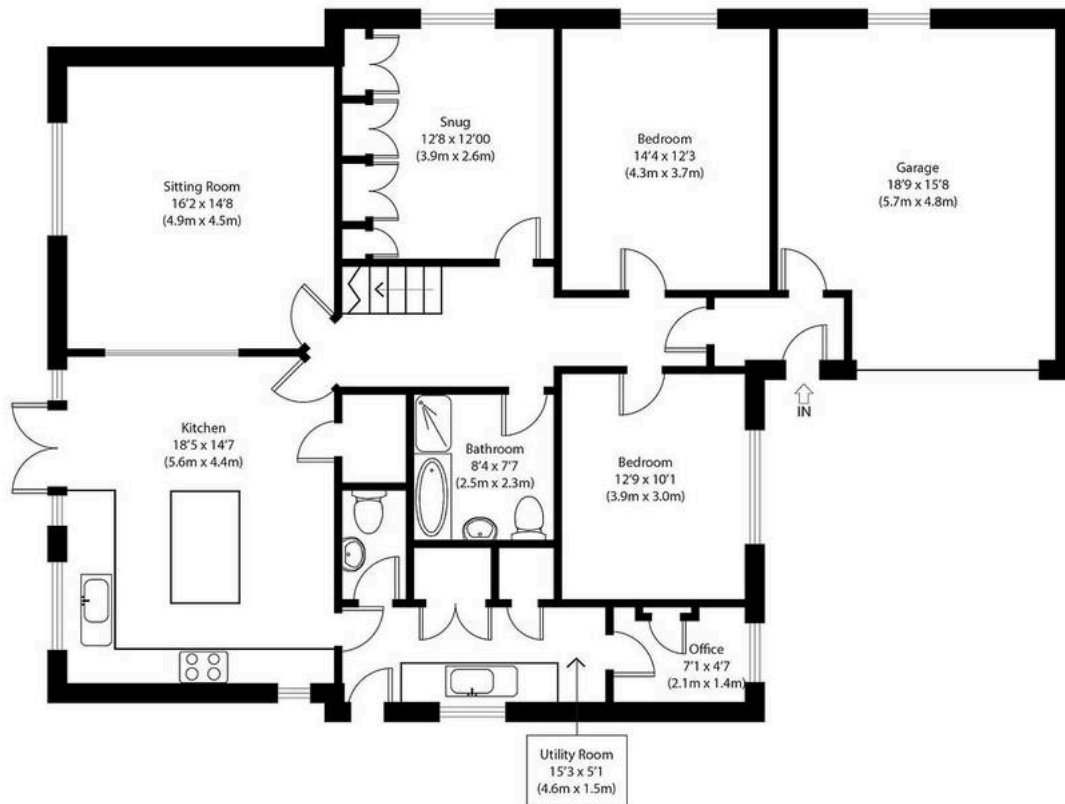 Snug
12'8 x 12'00
(3.9m x 2.6m)
Bedroom
14'4 x 12'3
(4.3m x 3.7m)
Garage
18'9 x 15'8
(5.7m x 4.8m)
Sitting Room
16'2 x 14'8
(4.9m x 4.5m)
IN
Kitchen
18'5 x 14'7
(5.6m x 4.4m)
Bathroom
8'4 x 7'7
(2.5m x 2.3m)
Bedroom
12'9 x 10'1
(3.9m x 3.0m)
Office
7'1 x 4'7
(2.1m x 1.4m)
Utility Room
15'3 x 5'1
(4.6m x 1.5m)